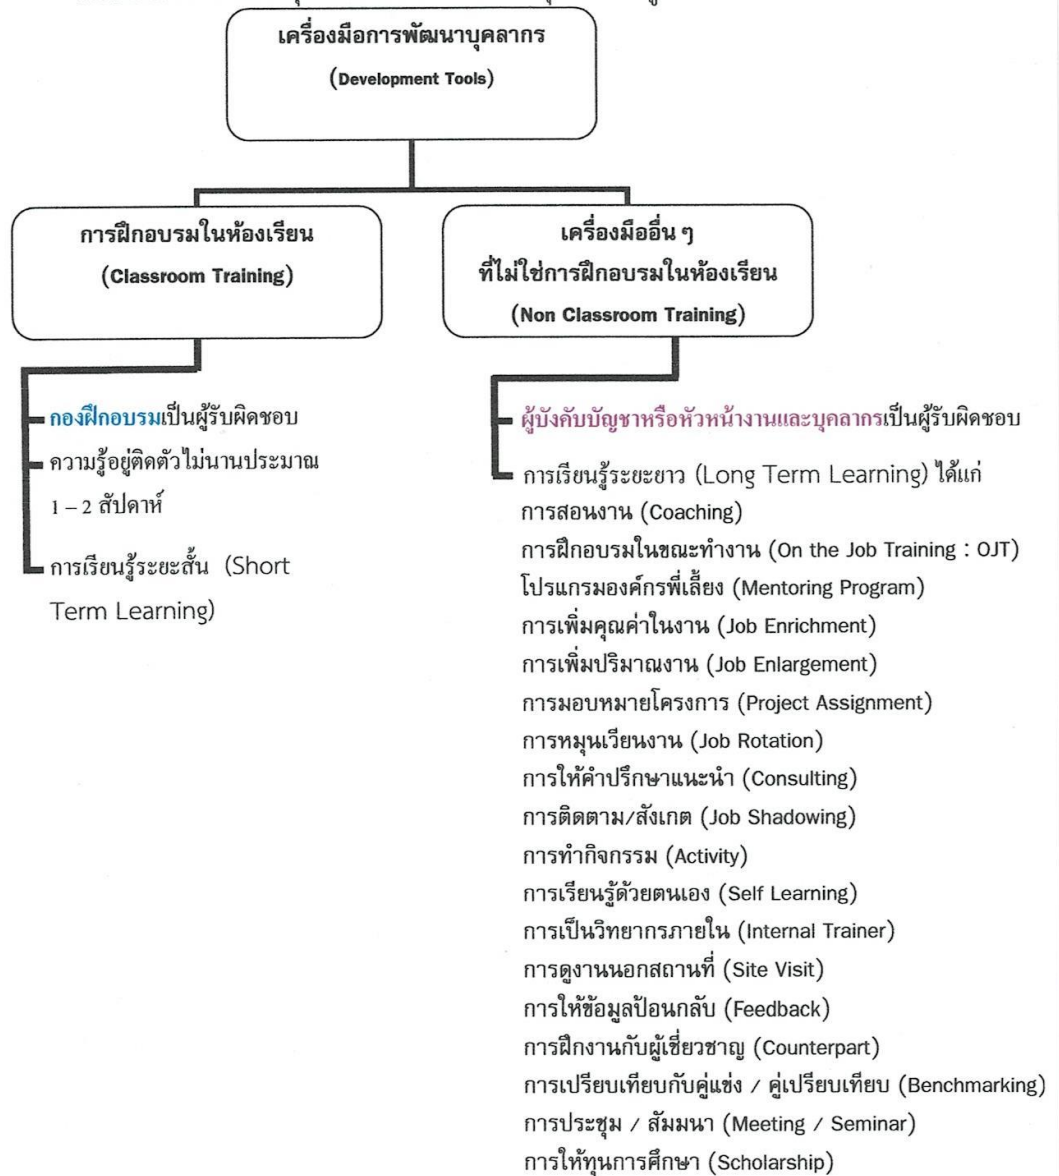 เครื่องมือการพัฒนาบุคลากร
(Development Tools)
การฝึกอบรมในห้องเรียน
(Classroom Training)
เครื่องมืออื่น ๆ
ที่ไม่ใช่การฝึกอบรมในห้องเรียน
(Non Classroom Training)
กองฝึกอบรมเป็นผู้รับผิดชอบ
ความรู้อยู่ติดตัวไม่นานประมาณ
1 – 2 สัปดาห์
การเรียนรู้ระยะสั้น (Short
Term Learning)
ผู้บังคับบัญชาหรือหัวหน้างานและบุคลากรเป็นผู้รับผิดชอบ
การเรียนรู้ระยะยาว (Long Term Learning) ได้แก่
การสอนงาน (Coaching)
การฝึกอบรมในขณะทำงาน (On the Job Training : OJT)
โปรแกรมองค์กรพี่เลี้ยง (Mentoring Program)
การเพิ่มคุณค่าในงาน (Job Enrichment)
การเพิ่มปริมาณงาน (Job Enlargement)
การมอบหมายโครงการ (Project Assignment)
การหมุนเวียนงาน (Job Rotation)
การให้คำปรึกษาแนะนำ (Consulting)
การติดตาม/สังเกต (Job Shadowing)
การทำกิจกรรม (Activity)
การเรียนรู้ด้วยตนเอง (Self Learning)
การเป็นวิทยากรภายใน (Internal Trainer)
การดูงานนอกสถานที่ (Site Visit)
การให้ข้อมูลป้อนกลับ (Feedback)
การฝึกงานกับผู้เชี่ยวชาญ (Counterpart)
การเปรียบเทียบกับคู่แข่ง / คู่เปรียบเทียบ (Benchmarking)
การประชุม / สัมมนา (Meeting / Seminar)
การให้ทุนการศึกษา (Scholarship)